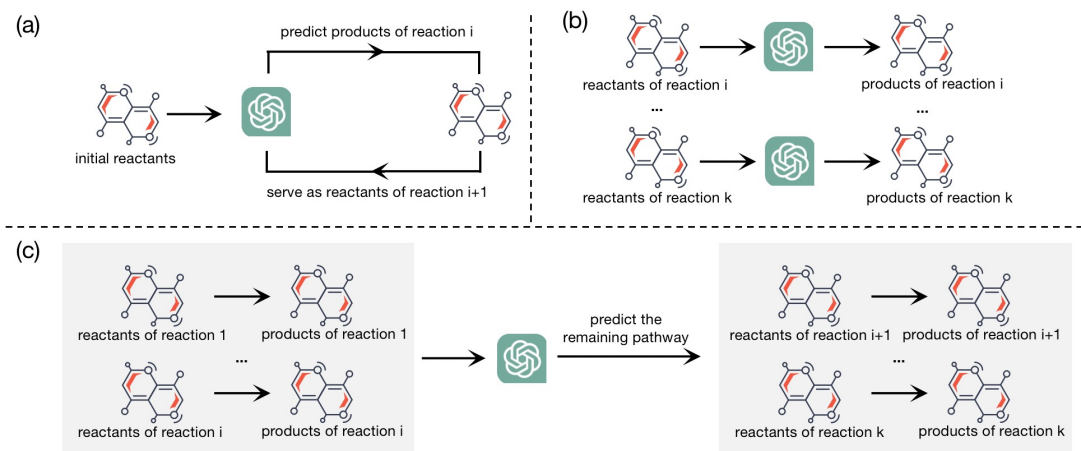 (a)
predict products of reaction i
initial reactants
serve as reactants of reaction i+1
(b)
reactants of reaction i
products of reaction i
...
...
reactants of reaction k
products of reaction k
(c)
reactants of reaction 1
products of reaction 1
...
reactants of reaction i
products of reaction i
predict the
remaining pathway
reactants of reaction i+1
products of reaction i+1
...
reactants of reaction k
products of reaction k